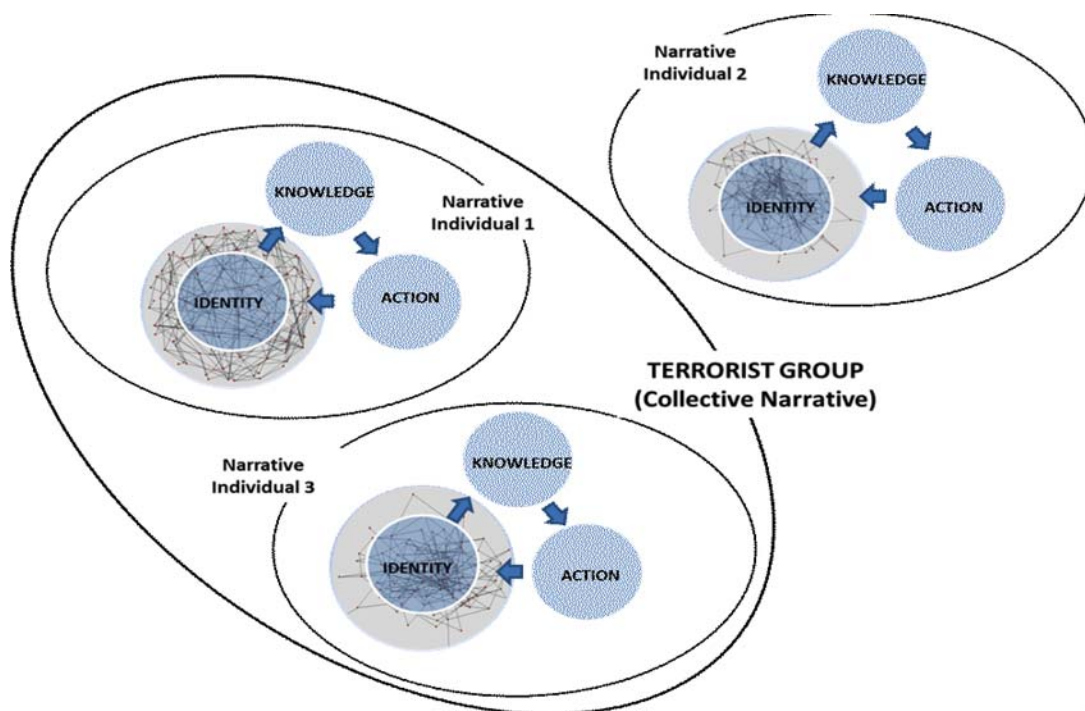 Narrative
Individual 2
KNOWLEDGE
IDENTITY
ACTION
KNOWLEDGE
Narrative
Individual 1
IDENTITY
ACTION
TERRORIST GROUP
(Collective Narrative)
Narrative
Individual 3
KNOWLEDGE
IDENTITY
ACTION